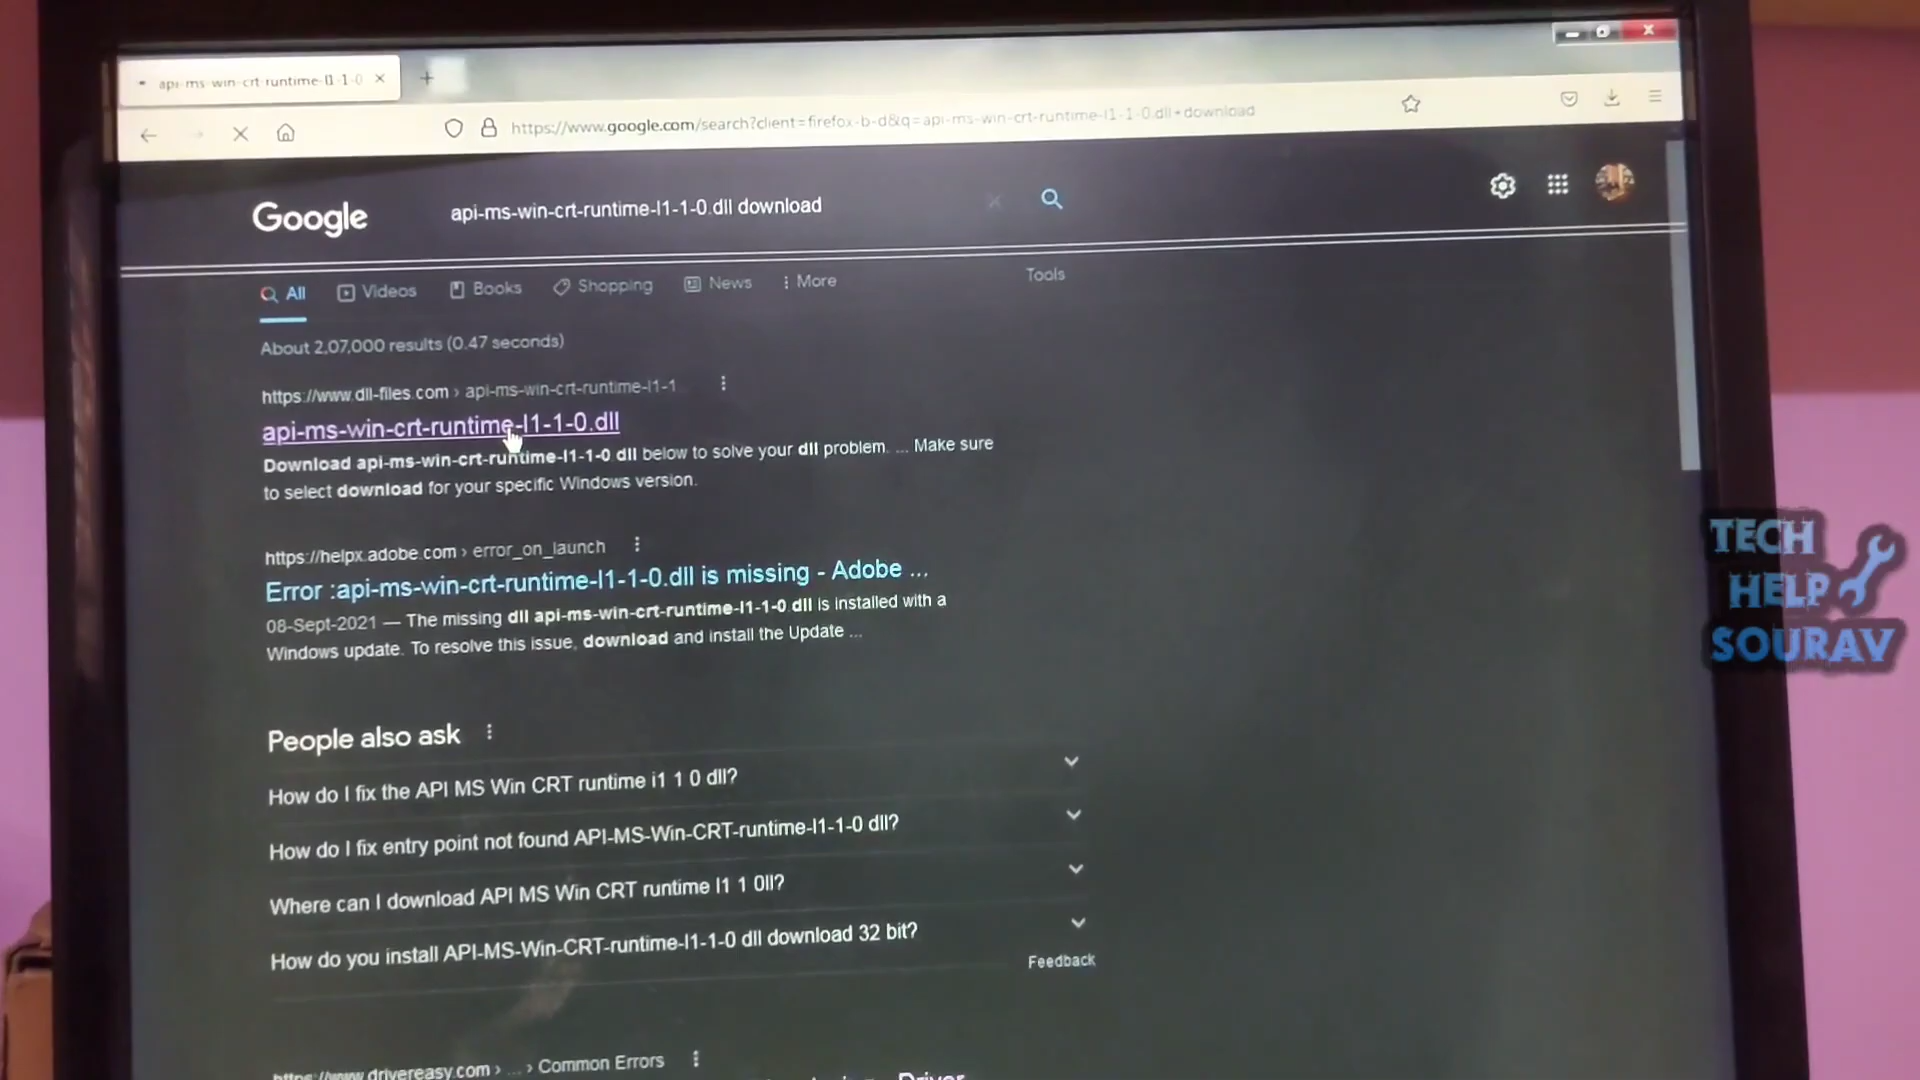 api-ms-win-crt-runtime-l1-1-0
https://www.google.com/search?client=firefox-b-d&q=api-ms-win-crt-runtime-l1-1-0.dll+download
Google
api-ms-win-crt-runtime-l1-1-0.dll download
All
Videos
Books
Shopping
News
More
Tools
About 2,07,000 results (0.47 seconds)
https://www.dll-files.com › api-ms-win-crt-runtime-l1-1
api-ms-win-crt-runtime-l1-1-0.dll
Download api-ms-win-crt-runtime-l1-1-0 dll below to solve your dll problem. ... Make sure
to select download for your specific Windows version.
https://helpx.adobe.com › error_on_launch
Error :api-ms-win-crt-runtime-l1-1-0.dll is missing - Adobe ...
08-Sept-2021 — The missing dll api-ms-win-crt-runtime-l1-1-0 dll is installed with a
Windows update. To resolve this issue, download and install the Update ...
People also ask
How do I fix the API MS Win CRT runtime i1 1 0 dll?
How do I fix entry point not found API-MS-Win-CRT-runtime-l1-1-0 dll?
Where can I download API MS Win CRT runtime l1 1 0ll?
How do you install API-MS-Win-CRT-runtime-l1-1-0 dll download 32 bit?
Feedback
https://www.drivereasy.com › ... › Common Errors
Driver
TECH
HELP
SOURAV